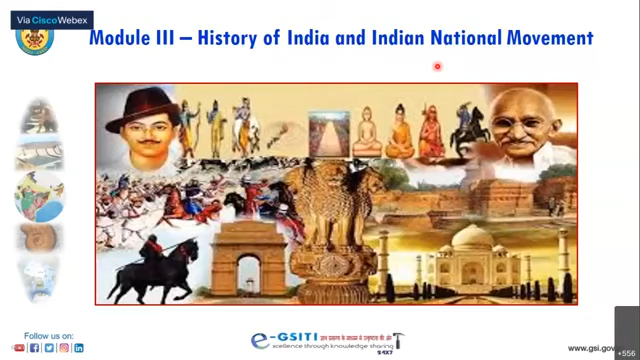 Via Cisco Webex
Module III – History of India and Indian National Movement
Follow us on:
e-GSITI
excellence through knowledge sharing
24X7
www.gsi.gov
+556